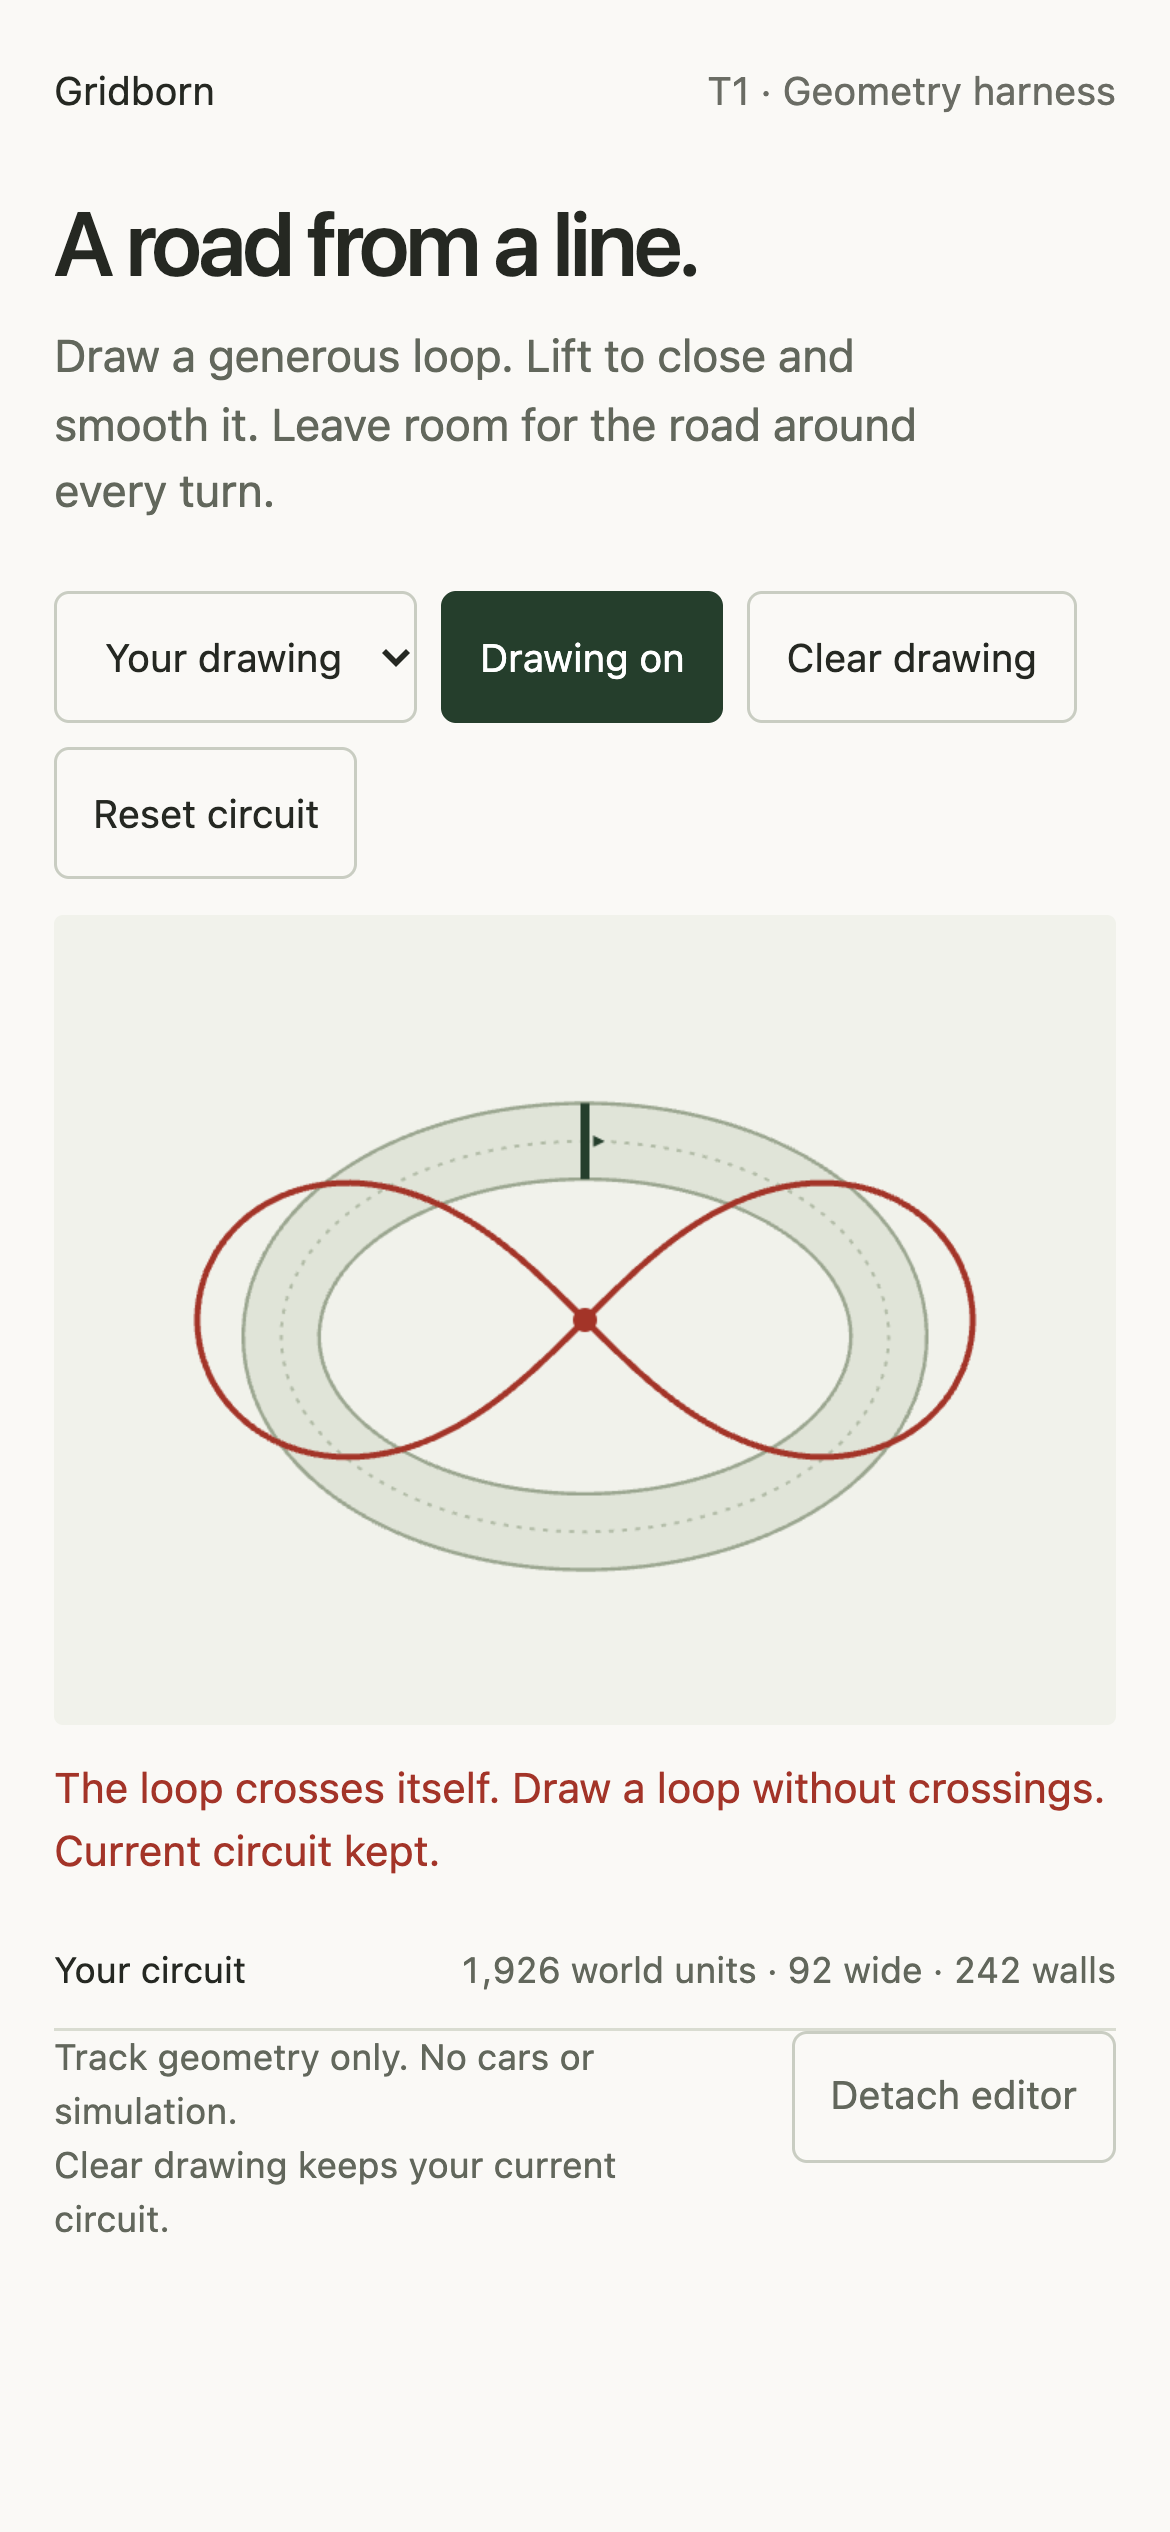 Gridborn
T1 · Geometry harness
A road from a line.
Draw a generous loop. Lift to close and
smooth it. Leave room for the road around
every turn.
Your drawing
Drawing on
Clear drawing
Reset circuit
The loop crosses itself. Draw a loop without crossings.
Current circuit kept.
Your circuit
1,926 world units · 92 wide · 242 walls
Track geometry only. No cars or
simulation.
Clear drawing keeps your current
circuit.
Detach editor